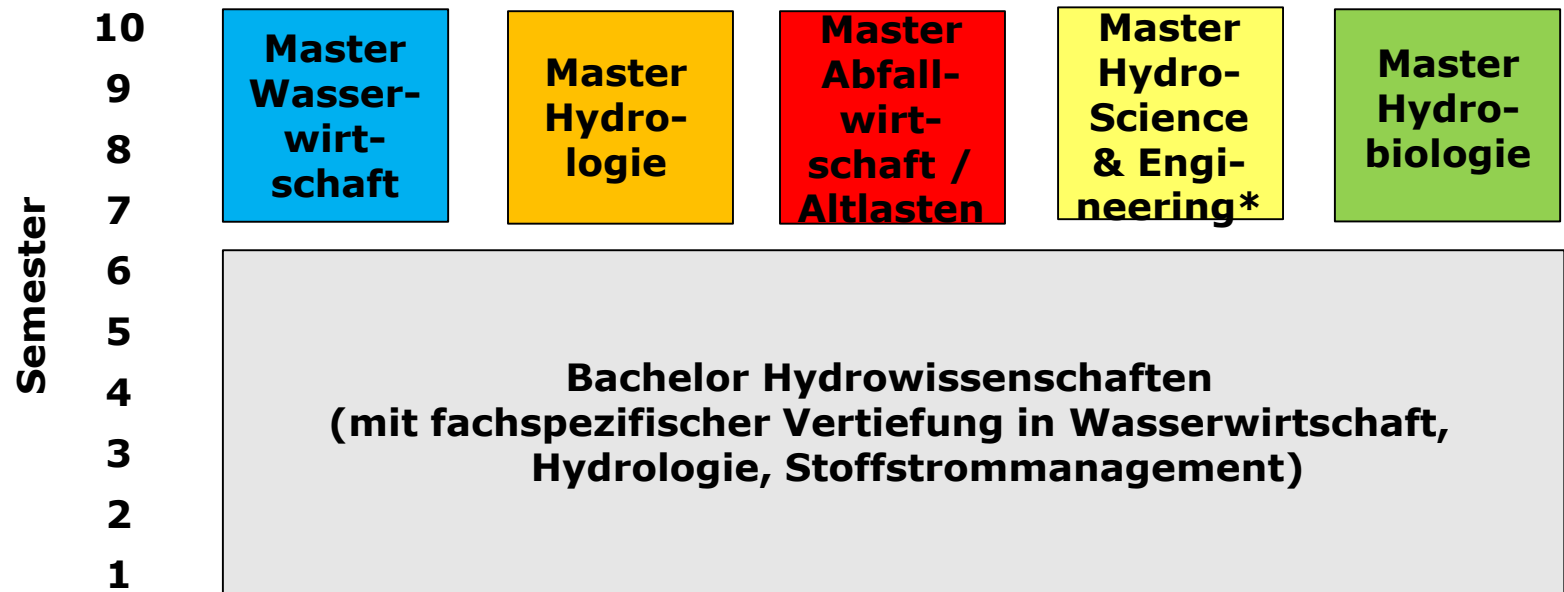 Semester
10
9
8
7
6
5
4
3
2
1
Master
Wasser-
wirt-
schaft
Master
Hydro-
logie
Master
Abfall-
wirt-
schaft /
Altlasten
Master
Hydro-
Science
& Engi-
neering*
Master
Hydro-
biologie
Bachelor Hydrowissenschaften
(mit fachspezifischer Vertiefung in Wasserwirtschaft,
Hydrologie, Stoffstrommanagement)